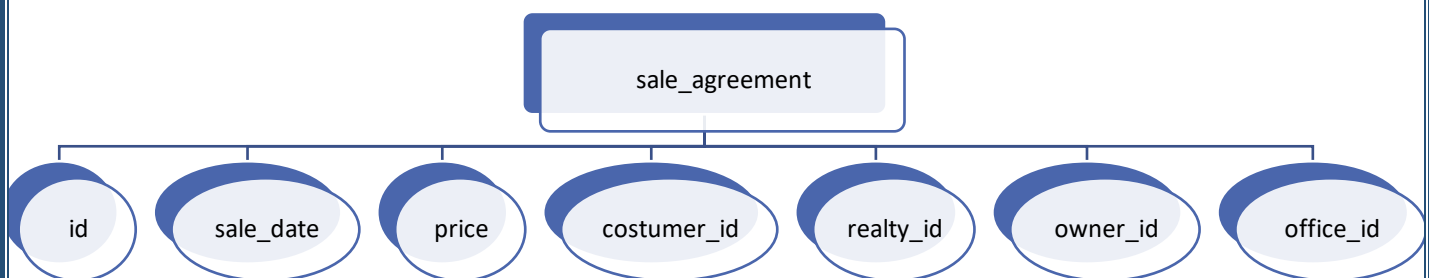 sale_agreement
id sale_date price costumer_id realty_id owner_id office_id